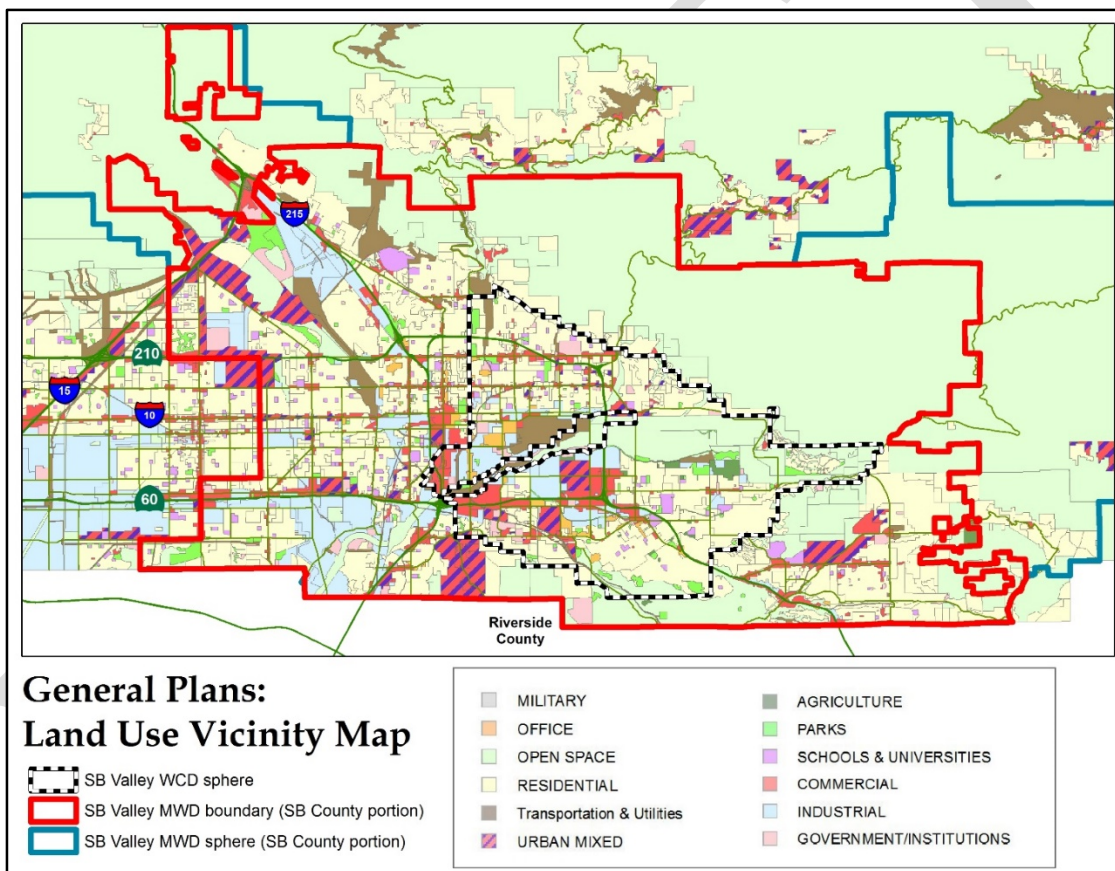 215
210
15
10
60
Riverside
County
General Plans:
Land Use Vicinity Map
SB Valley WCD sphere
SB Valley MWD boundary (SB County portion)
SB Valley MWD sphere (SB County portion)
MILITARY
OFFICE
OPEN SPACE
RESIDENTIAL
Transportation & Utilities
URBAN MIXED
AGRICULTURE
PARKS
SCHOOLS & UNIVERSITIES
COMMERCIAL
INDUSTRIAL
GOVERNMENT/INSTITUTIONS